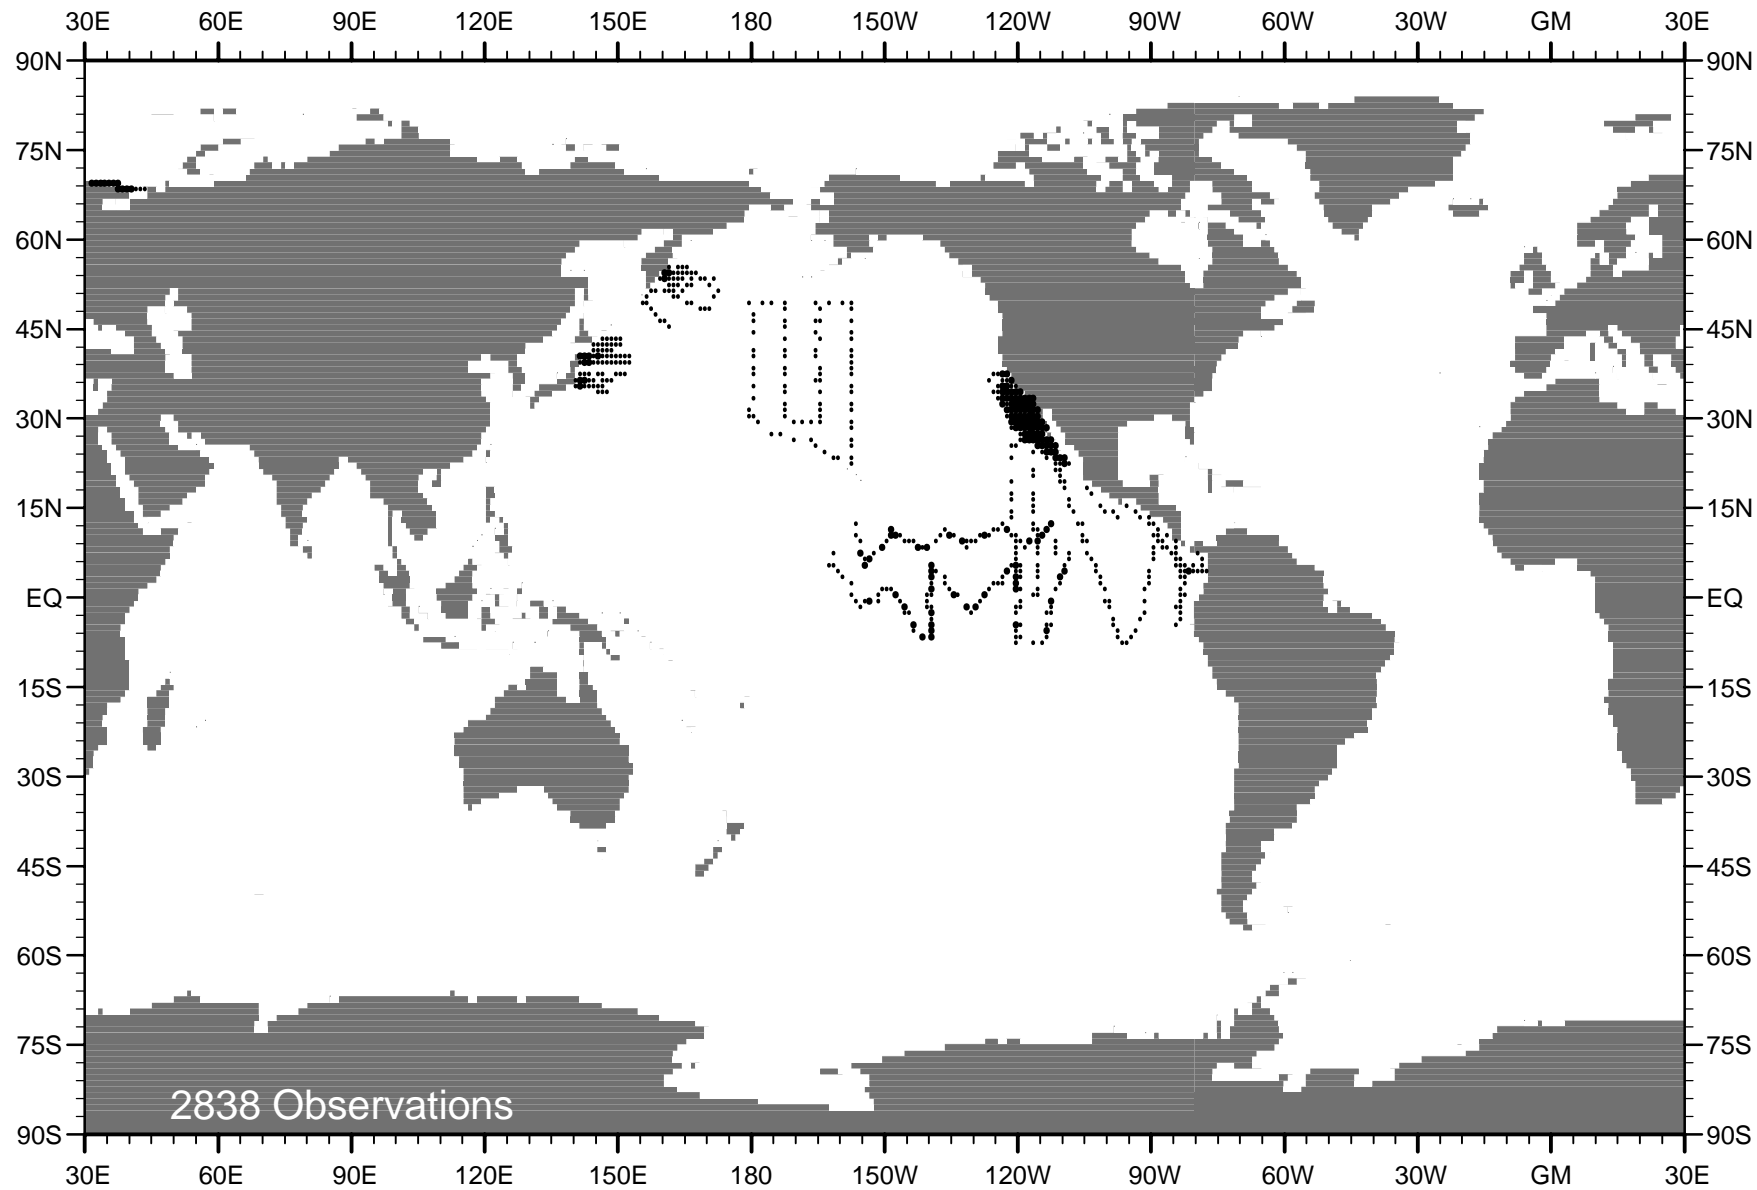 30E 60E 90E 120E 150E 180 150W 120W 90W 60W 30W GM 30E
90N 90N
75N 75N
60N 60N
45N 45N
30N 30N
15N 15N
EQ EQ
15S 15S
30S 30S
45S 45S
60S 60S
75S 75S
2838 Observations
90S 90S
30E 60E 90E 120E 150E 180 150W 120W 90W 60W 30W GM 30E